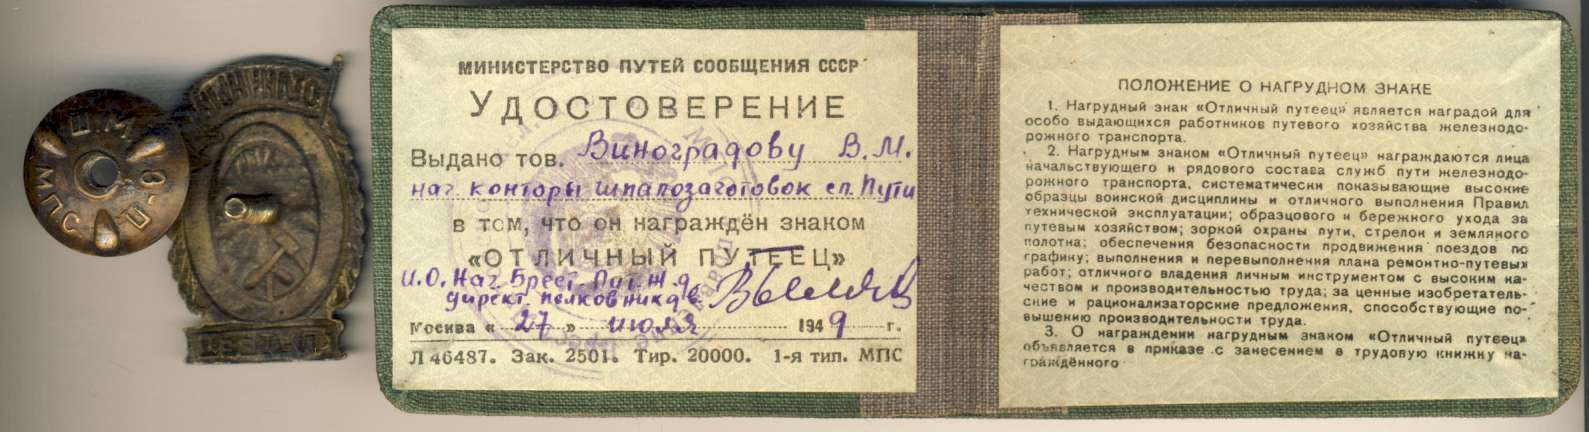 Ш.М.П-8
МПС
МИНИСТЕРСТВО ПУТЕЙ СООБЩЕНИЯ СССР
УДОСТОВЕРЕНИЕ
Выдано тов. Виноградову В.М.
нач. конторы шпалозаготовок сл. Пути
в том, что он награждён знаком
«ОТЛИЧНЫЙ ПУТЕЕЦ»
И.О. Нач. Брест-Лит. ж.д.
директ. полковник
Москва « 27 » июля 1949 г.
Л 46487. Зак. 2501. Тир. 20000. 1-я тип. МПС
ПОЛОЖЕНИЕ О НАГРУДНОМ ЗНАКЕ
1. Нагрудный знак «Отличный путеец» является наградой для
особо выдающихся работников путевого хозяйства железнодо-
рожного транспорта.
2. Нагрудным знаком «Отличный путеец» награждаются лица
начальствующего и рядового состава служб пути железнодо-
рожного транспорта, систематически показывающие высокие
образцы воинской дисциплины и отличного выполнения Правил
технической эксплуатации; образцового и бережного ухода за
путевым хозяйством; зоркой охраны пути, стрелок и земляного
полотна; обеспечения безопасности продвижения поездов по
графику; выполнения и перевыполнения плана ремонтно-путевых
работ; отличного владения личным инструментом с высоким ка-
чеством и производительностью труда; за ценные изобретатель-
ские и рационализаторские предложения, способствующие по-
вышению производительности труда.
3. О награждении нагрудным знаком «Отличный путеец»
объявляется в приказе с занесением в трудовую книжку на-
граждённого